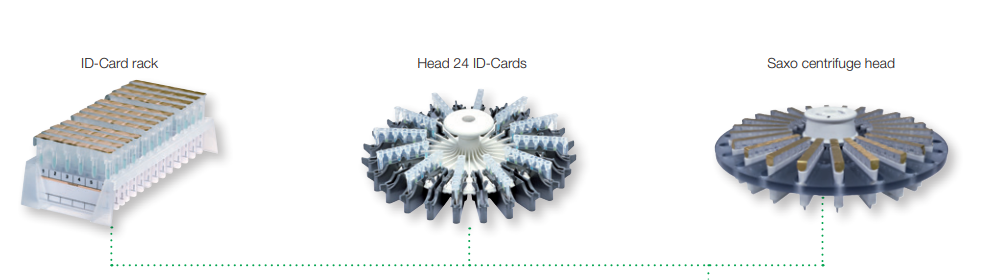 ID-Card rack
Head 24 ID-Cards
Saxo centrifuge head